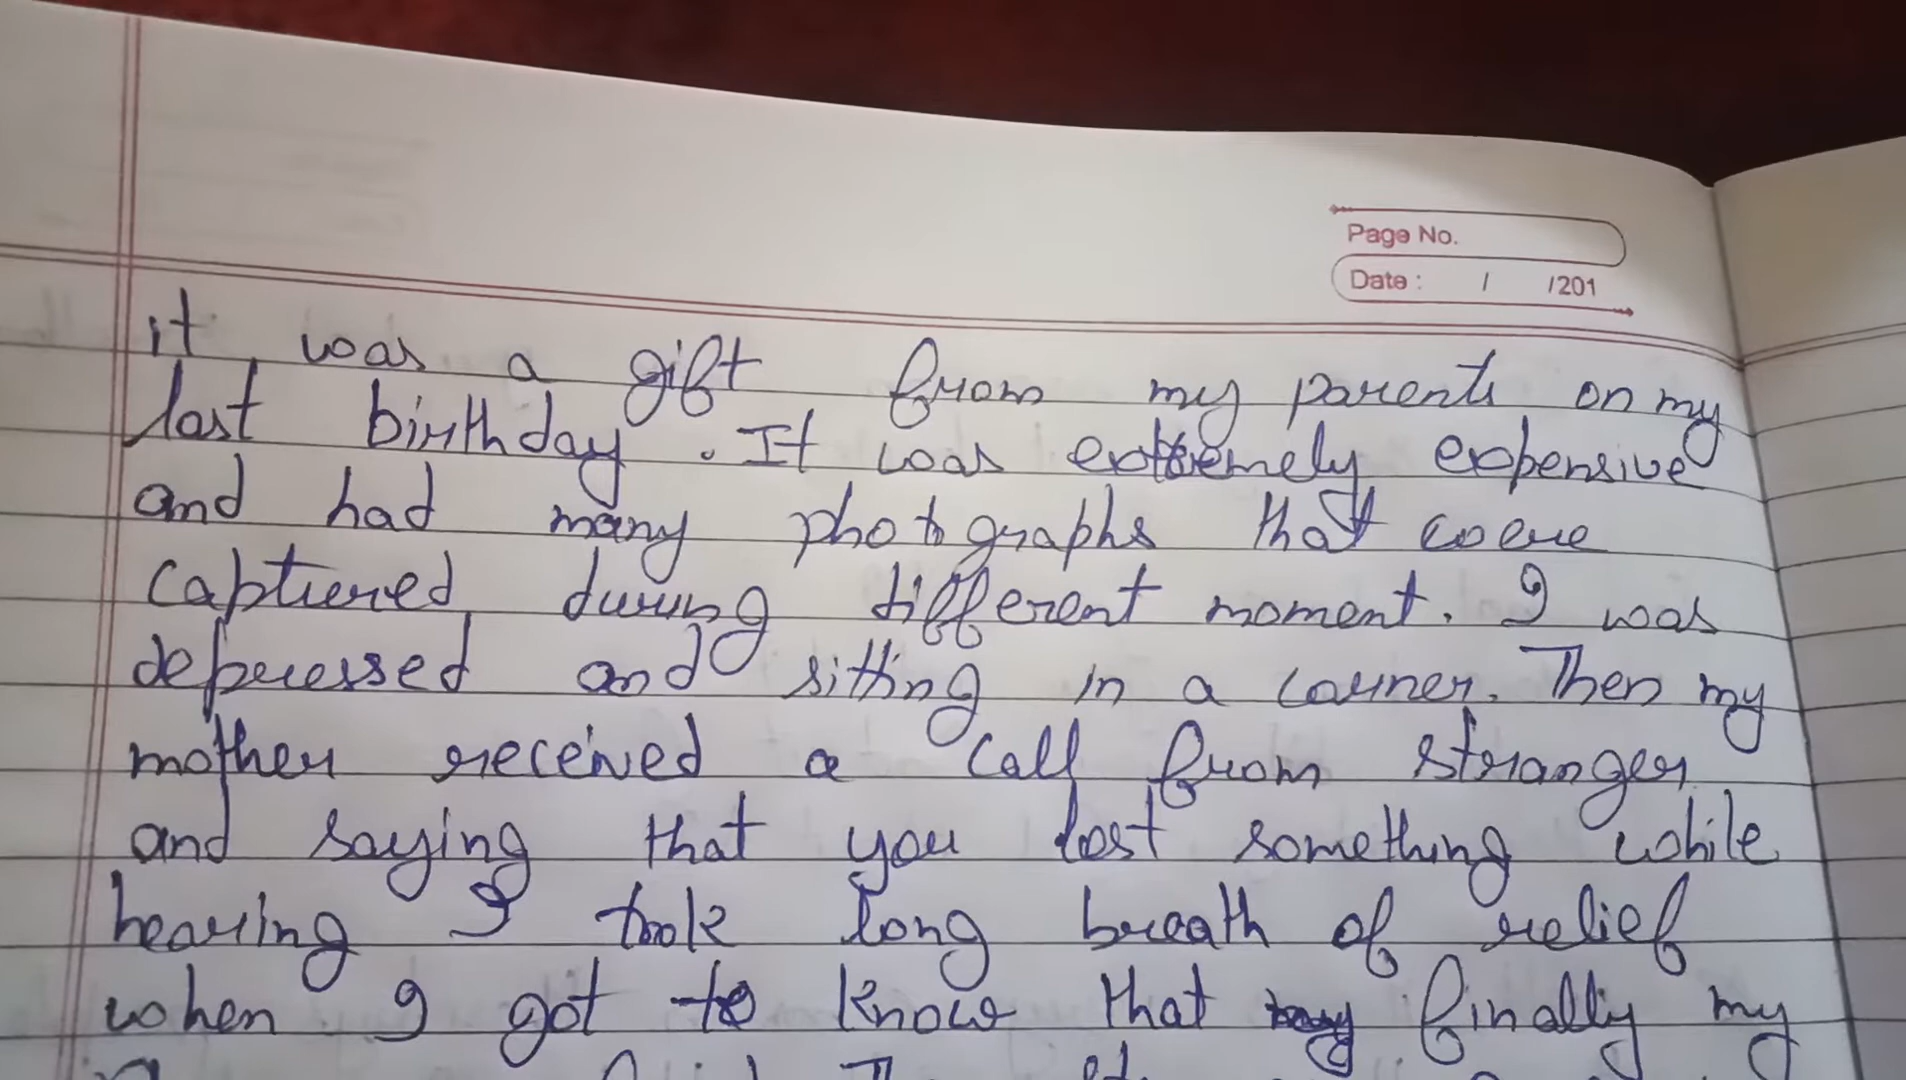 Page No.
Date : / /201
it was a gift from my parents on my
last birthday. It was extremely expensive
and had many photographs that were
captured during different moment. I was
depressed and sitting in a corner. Then my
mother received a call from stranger
and saying that you lost something while
hearing I took long breath of relief
when I got to know that finally my